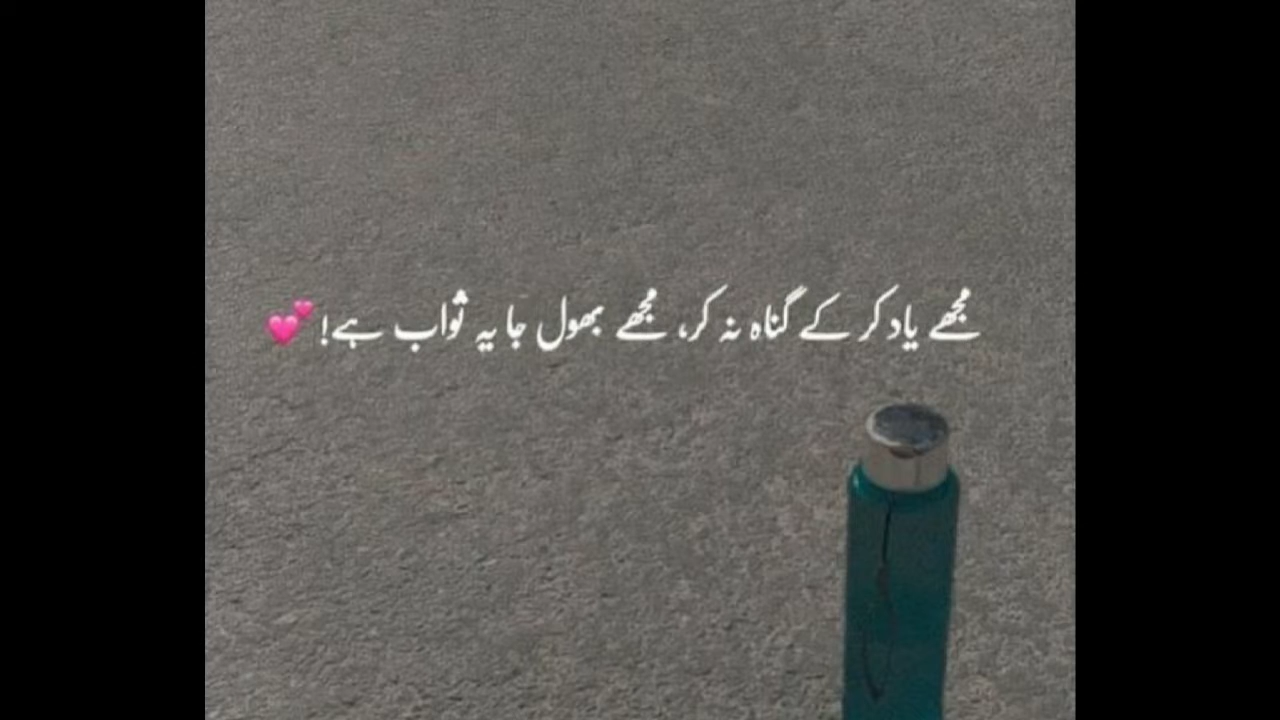 مجھے یاد کر کے گناہ نہ کر، مجھے بھول جا یہ ثواب ہے! 💕